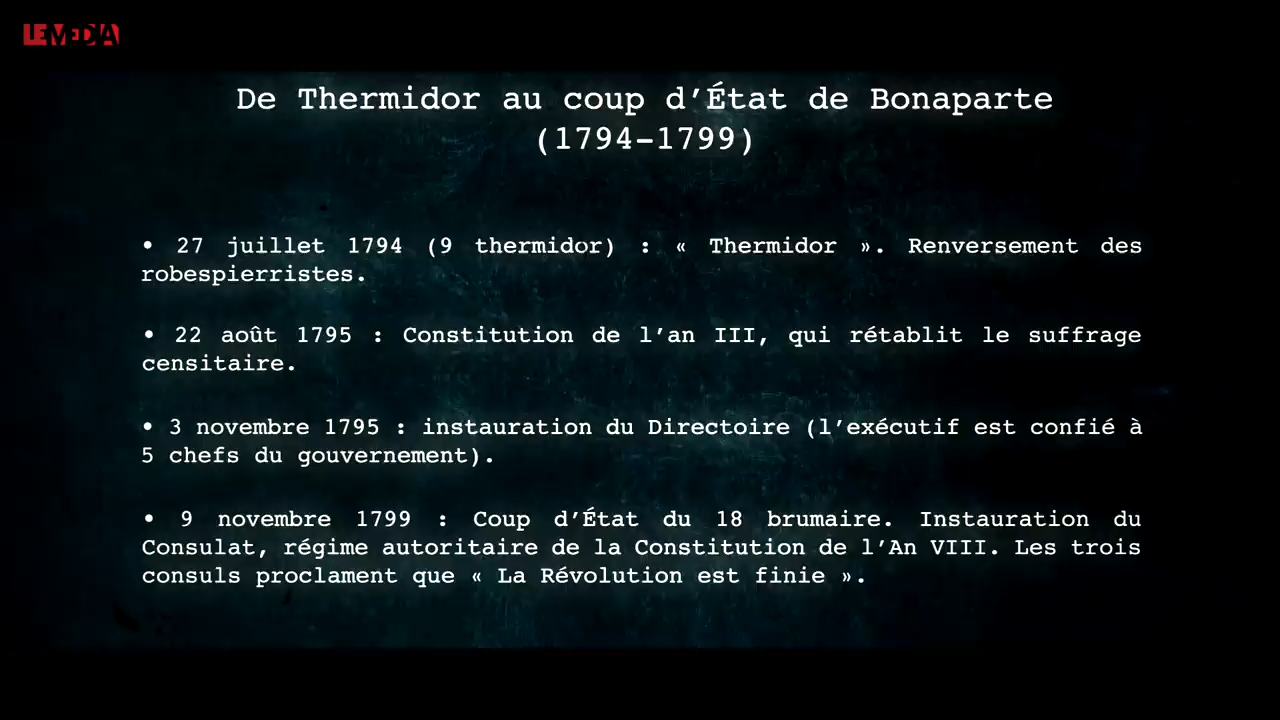 LEMEDIA
De Thermidor au coup d’État de Bonaparte
(1794-1799)
• 27 juillet 1794 (9 thermidor) : « Thermidor ». Renversement des
robespierristes.
• 22 août 1795 : Constitution de l’an III, qui rétablit le suffrage
censitaire.
• 3 novembre 1795 : instauration du Directoire (l’exécutif est confié à
5 chefs du gouvernement).
• 9 novembre 1799 : Coup d’État du 18 brumaire. Instauration du
Consulat, régime autoritaire de la Constitution de l’An VIII. Les trois
consuls proclament que « La Révolution est finie ».